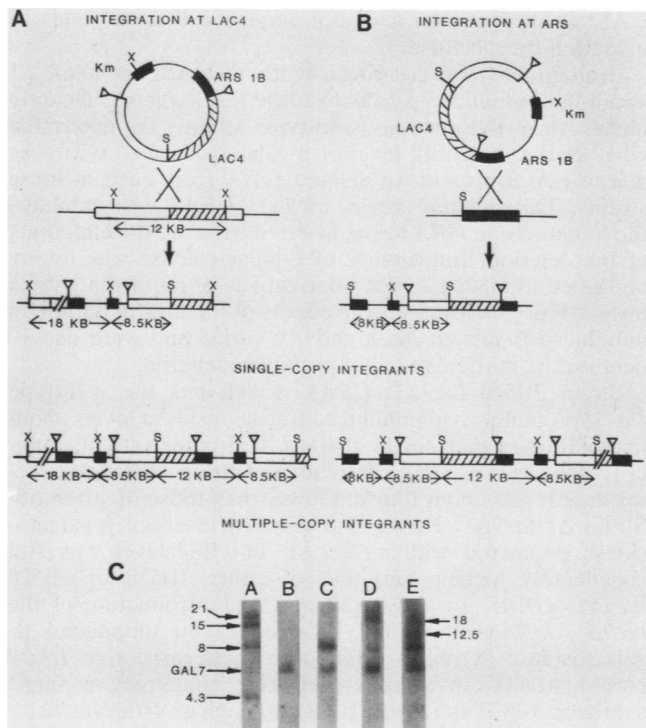 A
INTEGRATION AT LAC4
X
Km
ARS 1B
S
LAC4
X
X
12 KB
X
X
S
X
18 KB
8.5KB
B
INTEGRATION AT ARS
S
X
Km
LAC4
ARS 1B
S
X
S
8KB
8.5KB
SINGLE-COPY INTEGRANTS
X
X
S
X
S
18 KB
8.5KB
12 KB
8.5KB
X
S
X
S
8KB
8.5KB
12 KB
8.5KB
MULTIPLE-COPY INTEGRANTS
C
A
B
C
D
E
21
15
8
GAL7
4.3
18
12.5